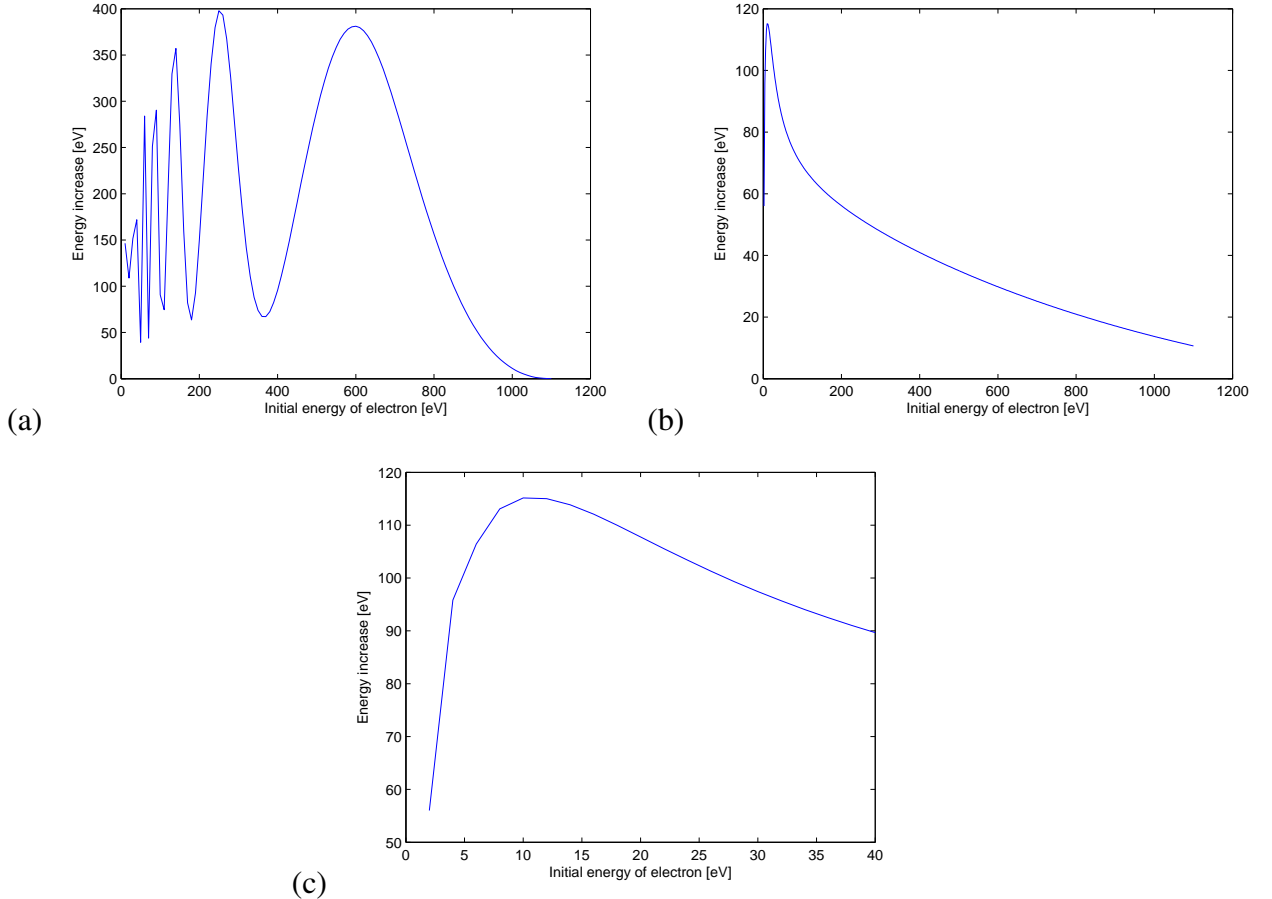 400
350
300
250
200
150
100
50
0
0 200 400 600 800 1000 1200
Energy increase [eV]
Initial energy of electron [eV]
(a)
120
100
80
60
40
20
0
0 200 400 600 800 1000 1200
Energy increase [eV]
Initial energy of electron [eV]
(b)
120
110
100
90
80
70
60
50
0 5 10 15 20 25 30 35 40
Energy increase [eV]
Initial energy of electron [eV]
(c)